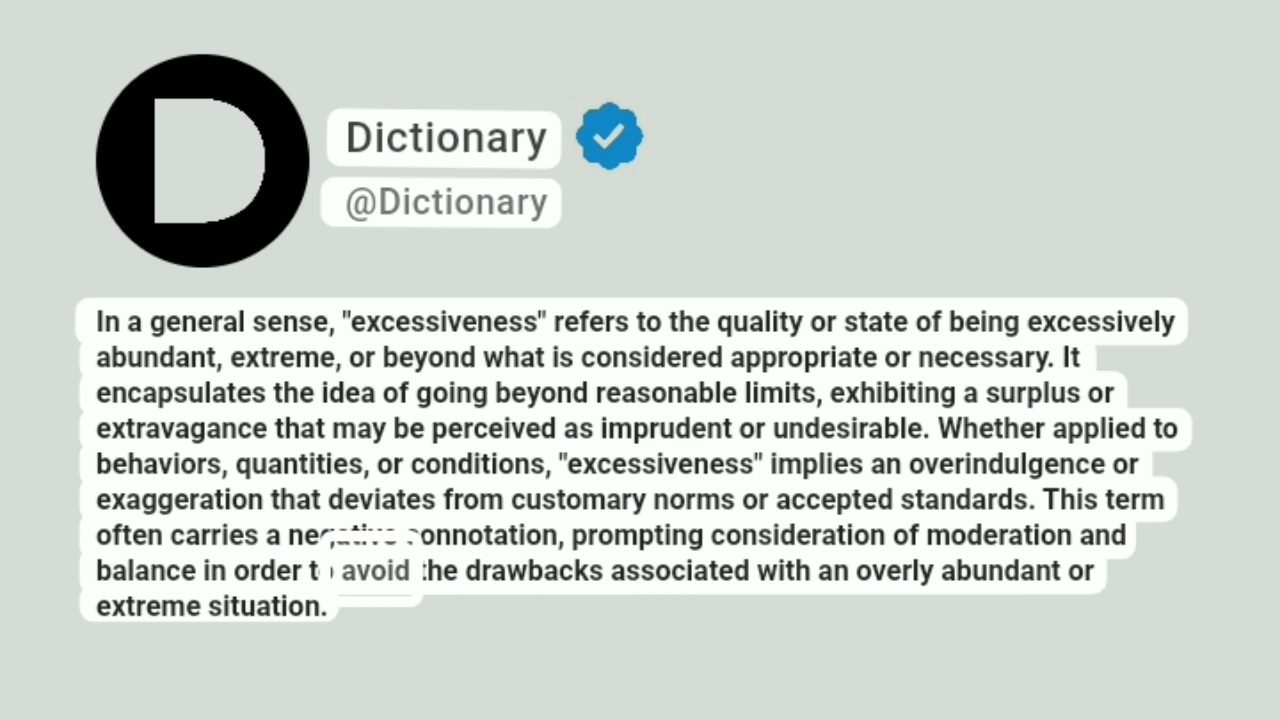 D
Dictionary
@Dictionary
In a general sense, "excessiveness" refers to the quality or state of being excessively
abundant, extreme, or beyond what is considered appropriate or necessary. It
encapsulates the idea of going beyond reasonable limits, exhibiting a surplus or
extravagance that may be perceived as imprudent or undesirable. Whether applied to
behaviors, quantities, or conditions, "excessiveness" implies an overindulgence or
exaggeration that deviates from customary norms or accepted standards. This term
often carries a negative connotation, prompting consideration of moderation and
balance in order to avoid the drawbacks associated with an overly abundant or
extreme situation.